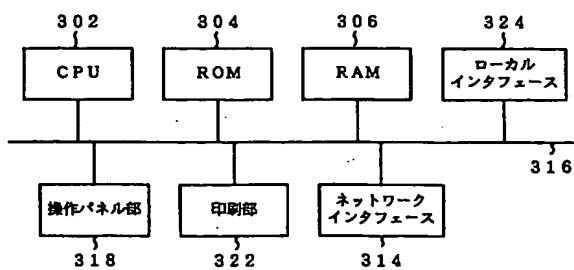 302
304
306
324
CPU
ROM
RAM
ローカル
インタフェース
316
操作パネル部
印刷部
ネットワーク
インタフェース
318
322
314